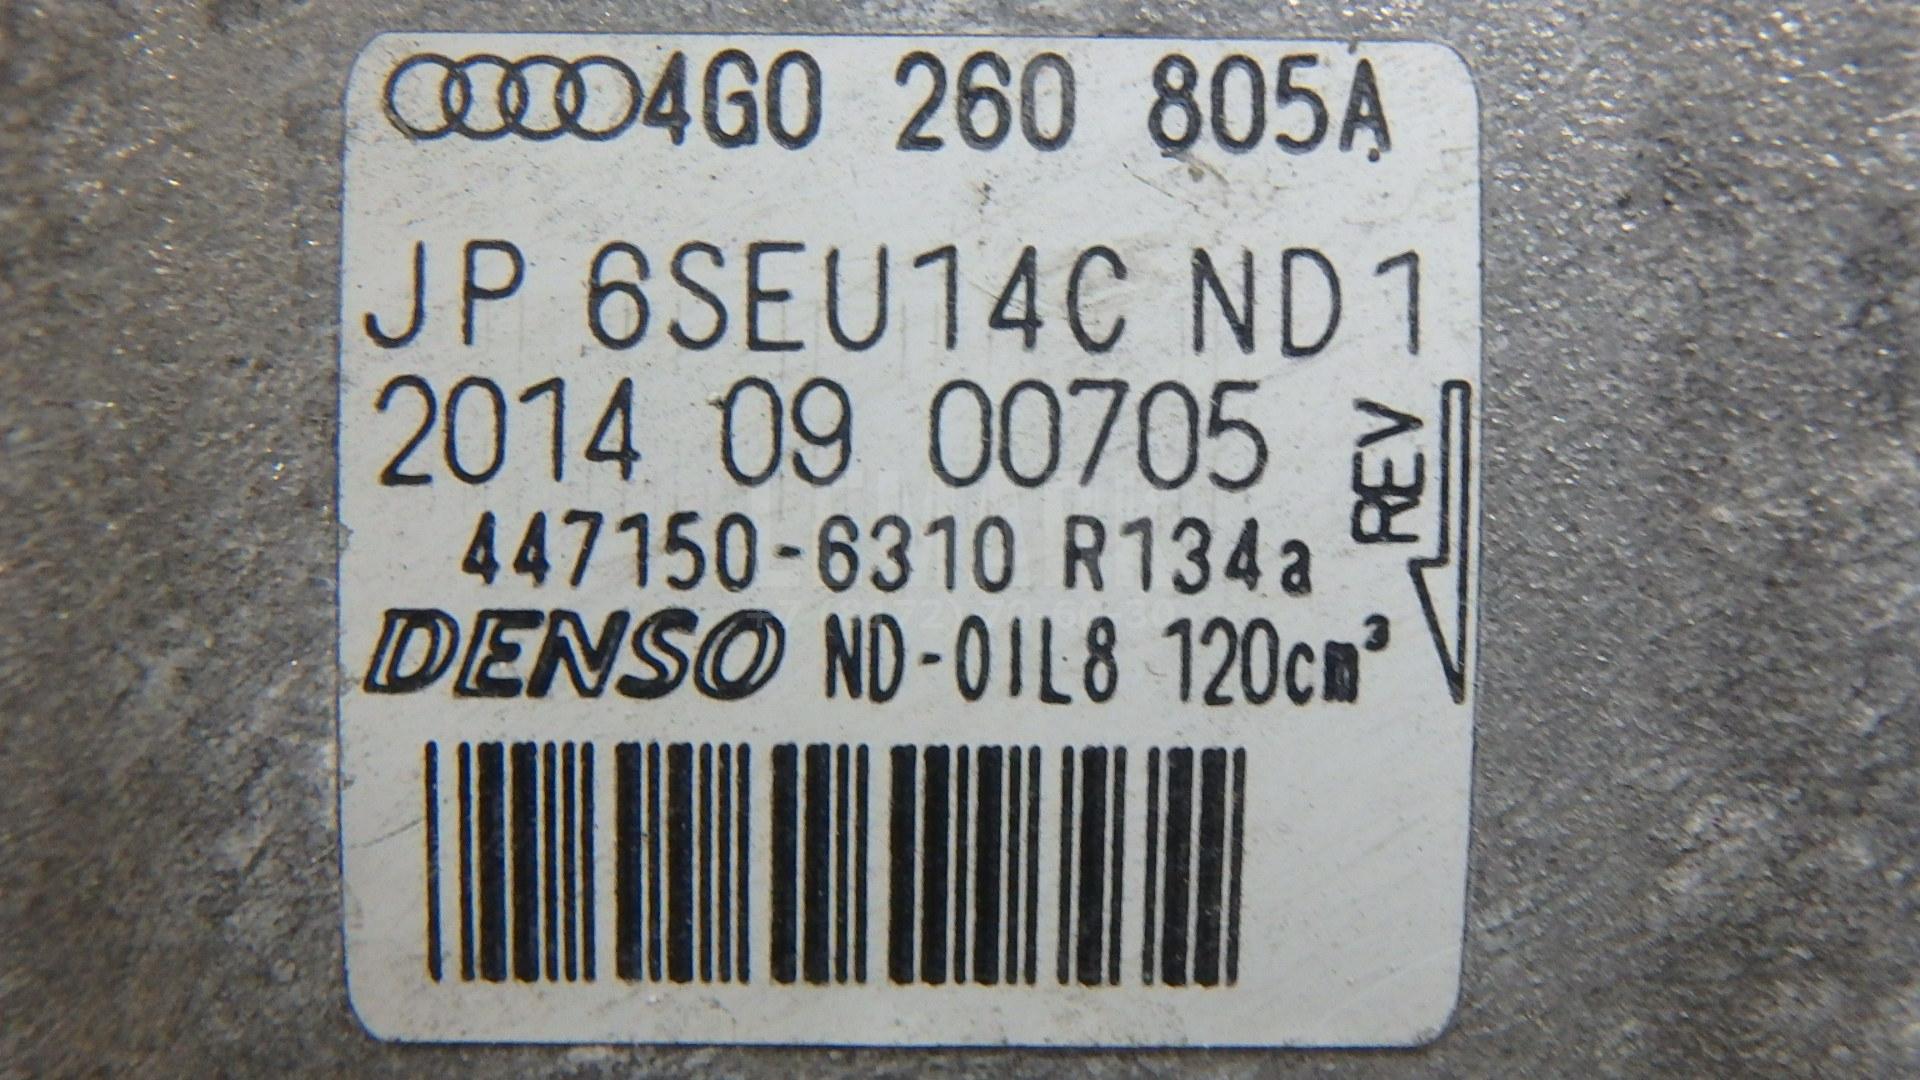 4G0 260 805A
JP 6SEU14C ND1
2014 09 00705
REV
447150-6310 R134a
DENSO ND-OIL8 120cm³